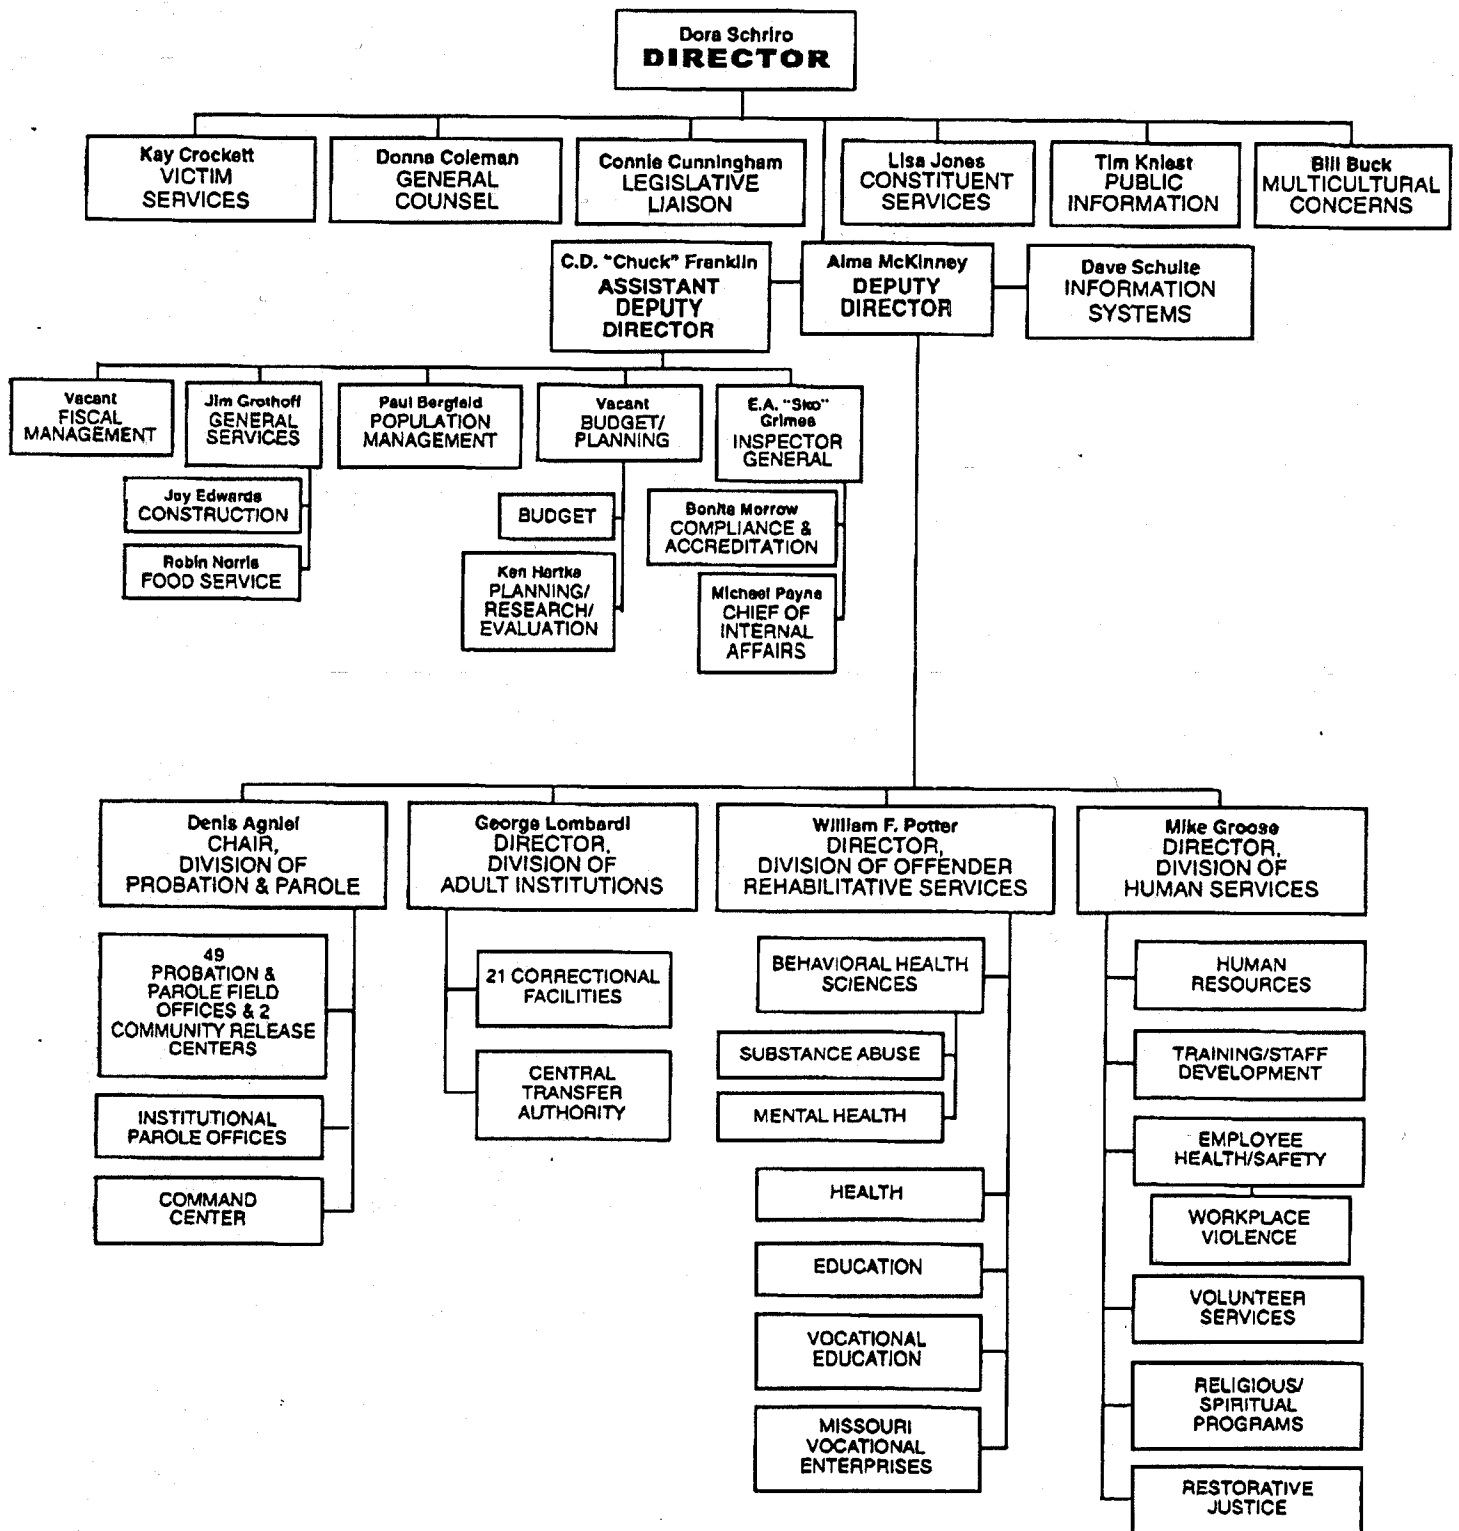 Dora Schriro
DIRECTOR
Kay Crockett
VICTIM
SERVICES
Donna Coleman
GENERAL
COUNSEL
Connie Cunningham
LEGISLATIVE
LIAISON
Lisa Jones
CONSTITUENT
SERVICES
Tim Kniest
PUBLIC
INFORMATION
Bill Buck
MULTICULTURAL
CONCERNS
C.D. "Chuck" Franklin
ASSISTANT
DEPUTY
DIRECTOR
Alma McKinney
DEPUTY
DIRECTOR
Dave Schulte
INFORMATION
SYSTEMS
Vacant
FISCAL
MANAGEMENT
Jim Grothoff
GENERAL
SERVICES
Paul Bergfeld
POPULATION
MANAGEMENT
Vacant
BUDGET/
PLANNING
E.A. "Sko"
Grimes
INSPECTOR
GENERAL
Joy Edwards
CONSTRUCTION
Robin Norris
FOOD SERVICE
BUDGET
Ken Hartke
PLANNING/
RESEARCH/
EVALUATION
Bonita Morrow
COMPLIANCE &
ACCREDITATION
Michael Payne
CHIEF OF
INTERNAL
AFFAIRS
Denis Agniel
CHAIR,
DIVISION OF
PROBATION & PAROLE
George Lombardi
DIRECTOR,
DIVISION OF
ADULT INSTITUTIONS
William F. Potter
DIRECTOR,
DIVISION OF OFFENDER
REHABILITATIVE SERVICES
Mike Groose
DIRECTOR,
DIVISION OF
HUMAN SERVICES
49
PROBATION &
PAROLE FIELD
OFFICES & 2
COMMUNITY RELEASE
CENTERS
INSTITUTIONAL
PAROLE OFFICES
COMMAND
CENTER
21 CORRECTIONAL
FACILITIES
CENTRAL
TRANSFER
AUTHORITY
BEHAVIORAL HEALTH
SCIENCES
SUBSTANCE ABUSE
MENTAL HEALTH
HEALTH
EDUCATION
VOCATIONAL
EDUCATION
MISSOURI
VOCATIONAL
ENTERPRISES
HUMAN
RESOURCES
TRAINING/STAFF
DEVELOPMENT
EMPLOYEE
HEALTH/SAFETY
WORKPLACE
VIOLENCE
VOLUNTEER
SERVICES
RELIGIOUS/
SPIRITUAL
PROGRAMS
RESTORATIVE
JUSTICE